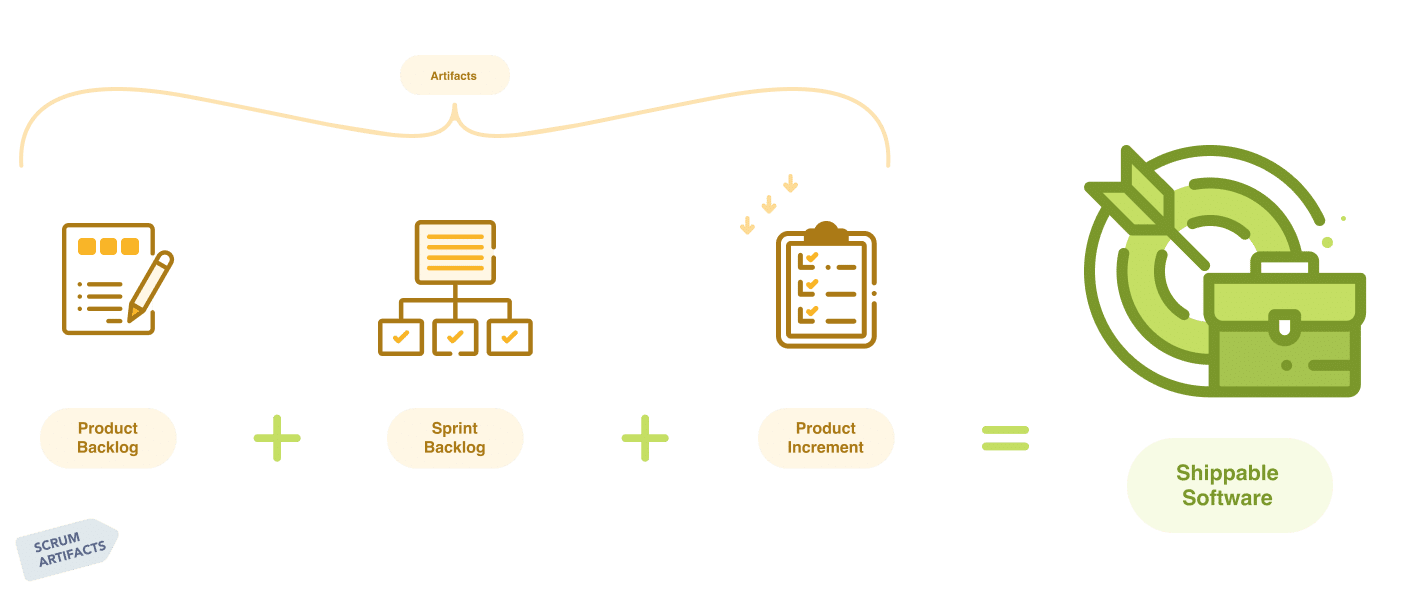 Artifacts
Product
Backlog
Sprint
Backlog
Product
Increment
Shippable
Software
SCRUM
ARTIFACTS